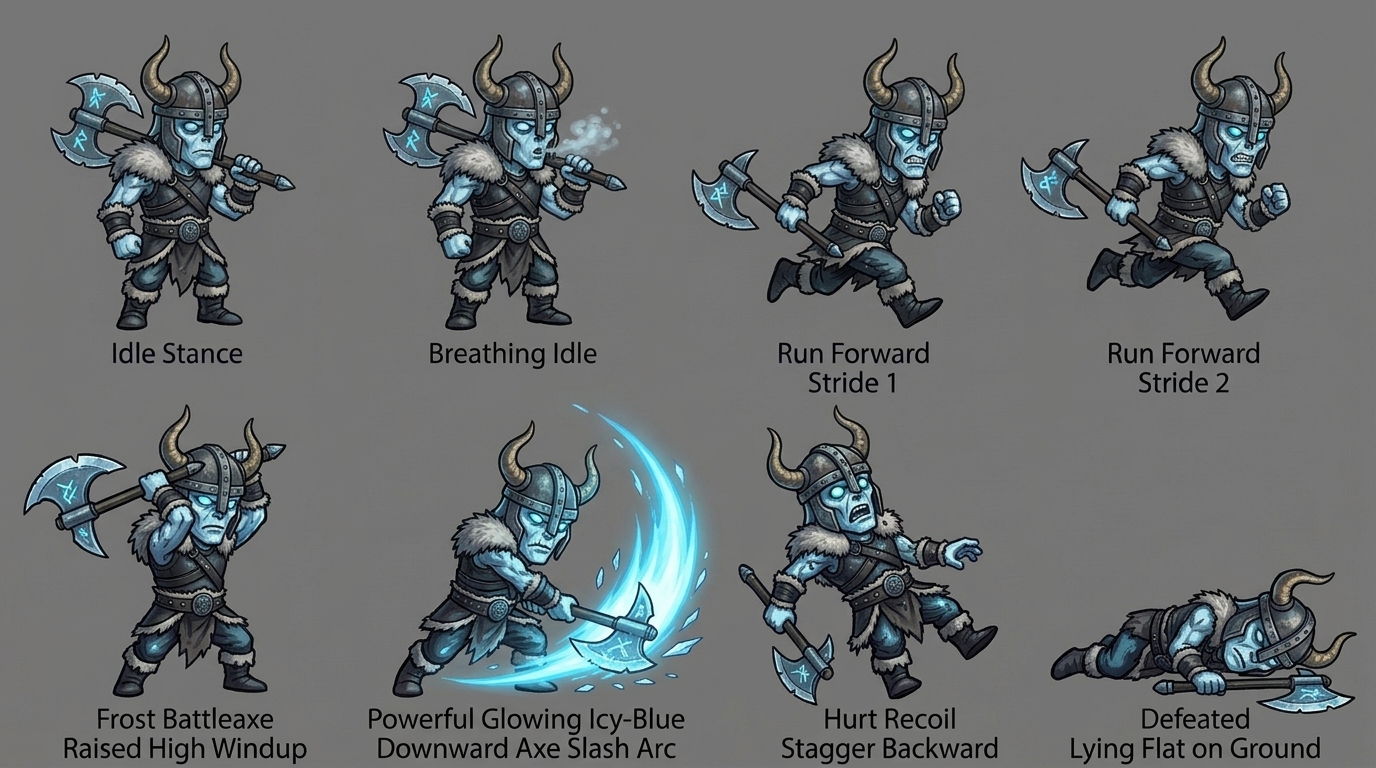 Idle Stance
Breathing Idle
Run Forward
Stride 1
Run Forward
Stride 2
Frost Battleaxe
Raised High Windup
Powerful Glowing Icy-Blue
Downward Axe Slash Arc
Hurt Recoil
Stagger Backward
Defeated
Lying Flat on Ground